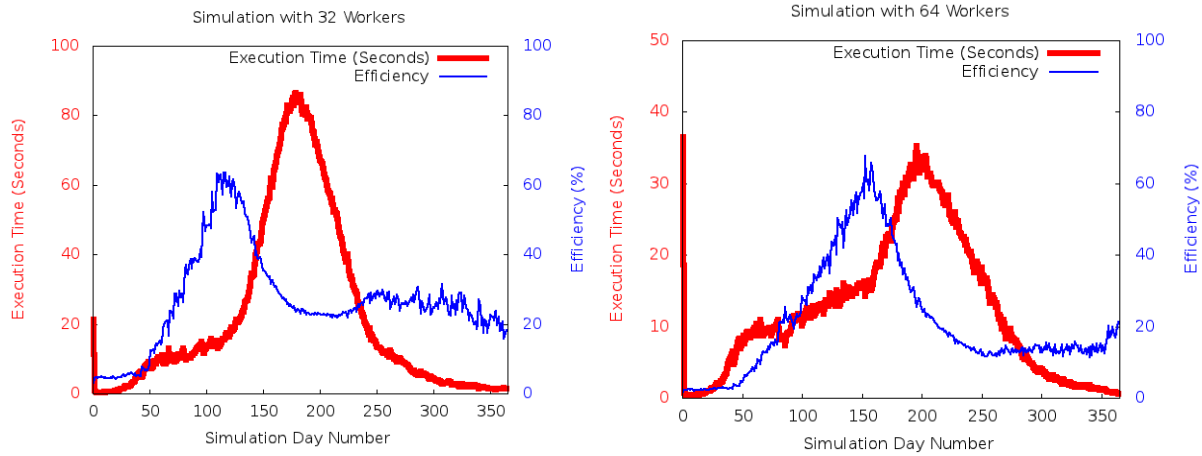 Simulation with 32 Workers
Execution Time (Seconds)
Efficiency
100
80
60
40
20
0
Execution Time (Seconds)
100
80
60
40
20
0
Efficiency (%)
0 50 100 150 200 250 300 350
Simulation Day Number
Simulation with 64 Workers
Execution Time (Seconds)
Efficiency
50
40
30
20
10
0
Execution Time (Seconds)
100
80
60
40
20
0
Efficiency (%)
0 50 100 150 200 250 300 350
Simulation Day Number